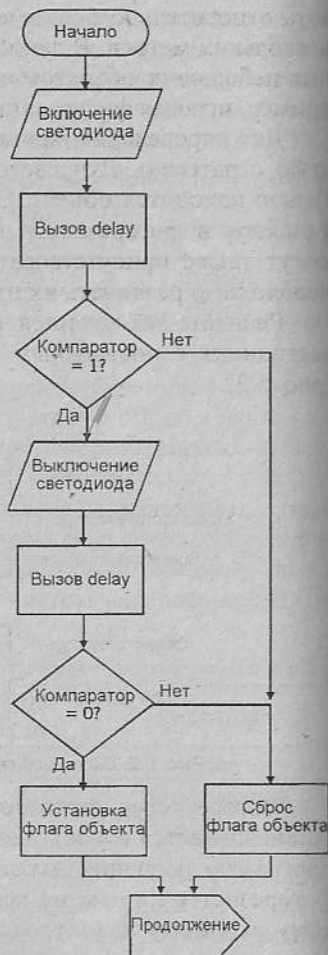 Начало
Включение
светодиода
Вызов delay
Компаратор
= 1?
Нет
Да
Выключение
светодиода
Вызов delay
Компаратор
= 0?
Нет
Да
Установка
флага объекта
Сброс
флага объекта
Продолжение